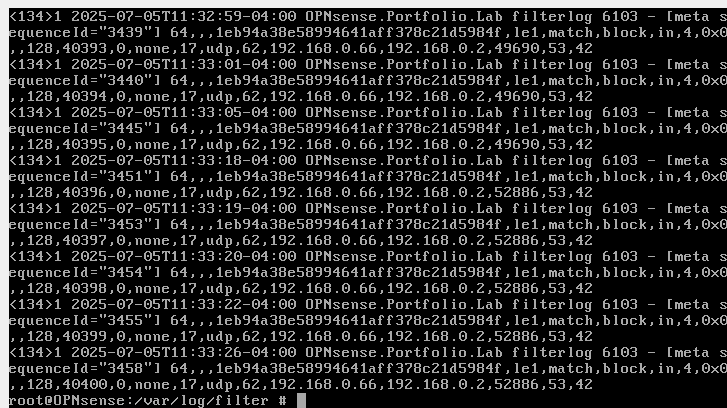 <134>1 2025-07-05T11:32:59-04:00 OPNsense.Portfolio.Lab filterlog 6103 - [meta s
equenceId="3439"] 64,,,1eb94a38e58994641aff378c21d5984f,le1,match,block,in,4,0x0
,,128,40393,0,none,17,udp,62,192.168.0.66,192.168.0.2,49690,53,42
<134>1 2025-07-05T11:33:01-04:00 OPNsense.Portfolio.Lab filterlog 6103 - [meta s
equenceId="3440"] 64,,,1eb94a38e58994641aff378c21d5984f,le1,match,block,in,4,0x0
,,128,40394,0,none,17,udp,62,192.168.0.66,192.168.0.2,49690,53,42
<134>1 2025-07-05T11:33:05-04:00 OPNsense.Portfolio.Lab filterlog 6103 - [meta s
equenceId="3445"] 64,,,1eb94a38e58994641aff378c21d5984f,le1,match,block,in,4,0x0
,,128,40395,0,none,17,udp,62,192.168.0.66,192.168.0.2,49690,53,42
<134>1 2025-07-05T11:33:18-04:00 OPNsense.Portfolio.Lab filterlog 6103 - [meta s
equenceId="3451"] 64,,,1eb94a38e58994641aff378c21d5984f,le1,match,block,in,4,0x0
,,128,40396,0,none,17,udp,62,192.168.0.66,192.168.0.2,52886,53,42
<134>1 2025-07-05T11:33:19-04:00 OPNsense.Portfolio.Lab filterlog 6103 - [meta s
equenceId="3453"] 64,,,1eb94a38e58994641aff378c21d5984f,le1,match,block,in,4,0x0
,,128,40397,0,none,17,udp,62,192.168.0.66,192.168.0.2,52886,53,42
<134>1 2025-07-05T11:33:20-04:00 OPNsense.Portfolio.Lab filterlog 6103 - [meta s
equenceId="3454"] 64,,,1eb94a38e58994641aff378c21d5984f,le1,match,block,in,4,0x0
,,128,40398,0,none,17,udp,62,192.168.0.66,192.168.0.2,52886,53,42
<134>1 2025-07-05T11:33:22-04:00 OPNsense.Portfolio.Lab filterlog 6103 - [meta s
equenceId="3455"] 64,,,1eb94a38e58994641aff378c21d5984f,le1,match,block,in,4,0x0
,,128,40399,0,none,17,udp,62,192.168.0.66,192.168.0.2,52886,53,42
<134>1 2025-07-05T11:33:26-04:00 OPNsense.Portfolio.Lab filterlog 6103 - [meta s
equenceId="3458"] 64,,,1eb94a38e58994641aff378c21d5984f,le1,match,block,in,4,0x0
,,128,40400,0,none,17,udp,62,192.168.0.66,192.168.0.2,52886,53,42
root@OPNsense:/var/log/filter #